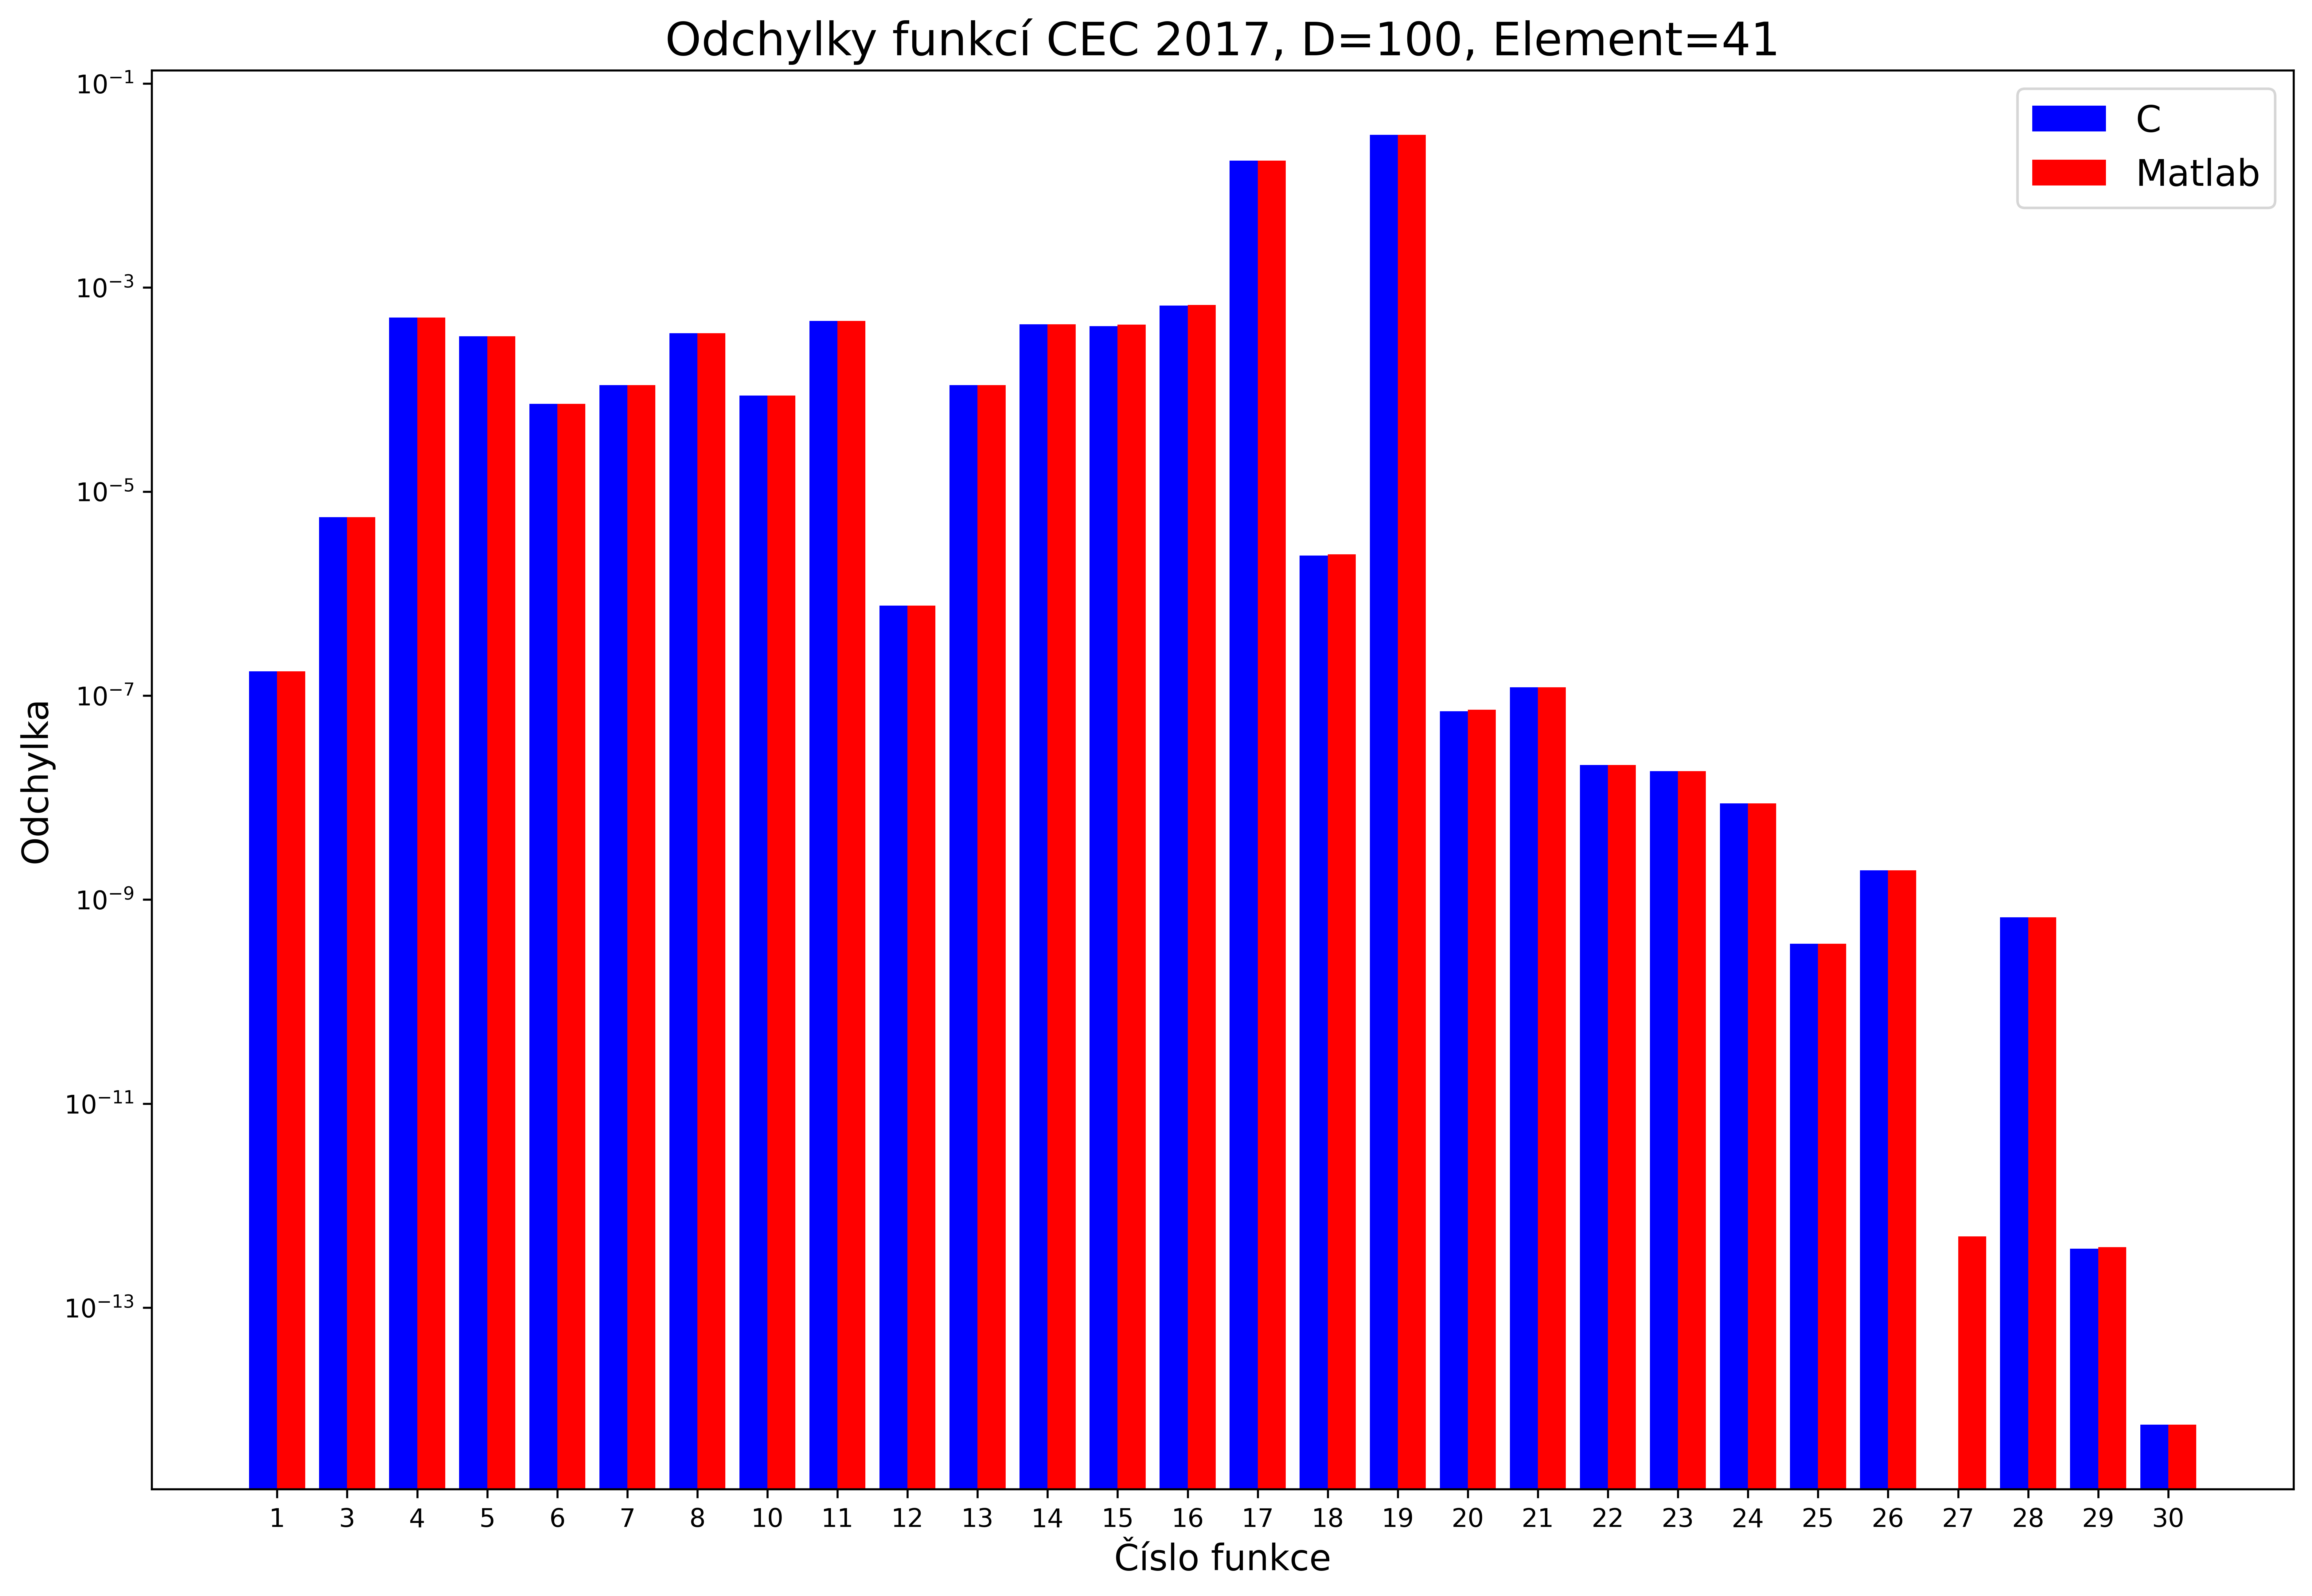 Odchylky funkcí CEC 2017, D=100, Element=41
C
Matlab
Odchylka
10⁻¹
10⁻³
10⁻⁵
10⁻⁷
10⁻⁹
10⁻¹¹
10⁻¹³
1 3 4 5 6 7 8 10 11 12 13 14 15 16 17 18 19 20 21 22 23 24 25 26 27 28 29 30
Číslo funkce